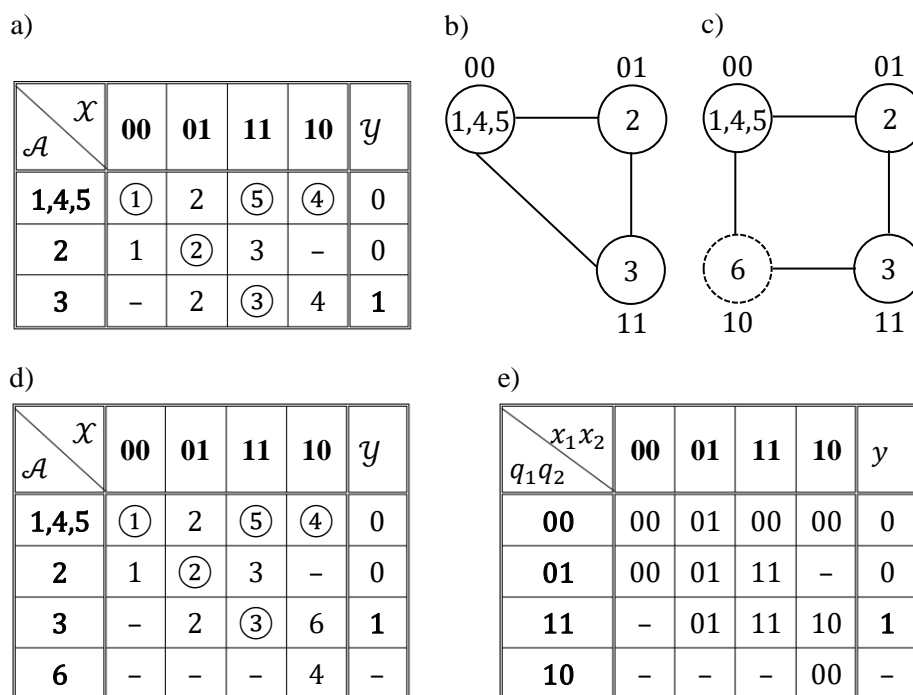 a)
𝒜 𝒳 00 01 11 10 𝒴
1,4,5 ① 2 ⑤ ④ 0
2 1 ② 3 – 0
3 – 2 ③ 4 1
b)
00 01
1,4,5 2
3
11
c)
00 01
1,4,5 2
6 3
10 11
d)
𝒜 𝒳 00 01 11 10 𝒴
1,4,5 ① 2 ⑤ ④ 0
2 1 ② 3 – 0
3 – 2 ③ 6 1
6 – – – 4 –
e)
q₁q₂ x₁x₂ 00 01 11 10 y
00 00 01 00 00 0
01 00 01 11 – 0
11 – 01 11 10 1
10 – – – 00 –